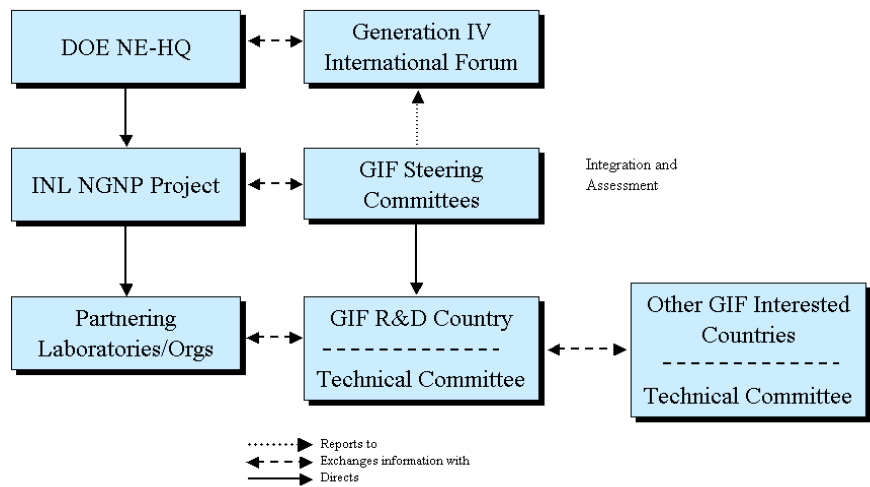 DOE NE-HQ
Generation IV
International Forum
INL NGNP Project
GIF Steering
Committees
Integration and
Assessment
Partnering
Laboratories/Orgs
GIF R&D Country
Technical Committee
Other GIF Interested
Countries
Technical Committee
Reports to
Exchanges information with
Directs